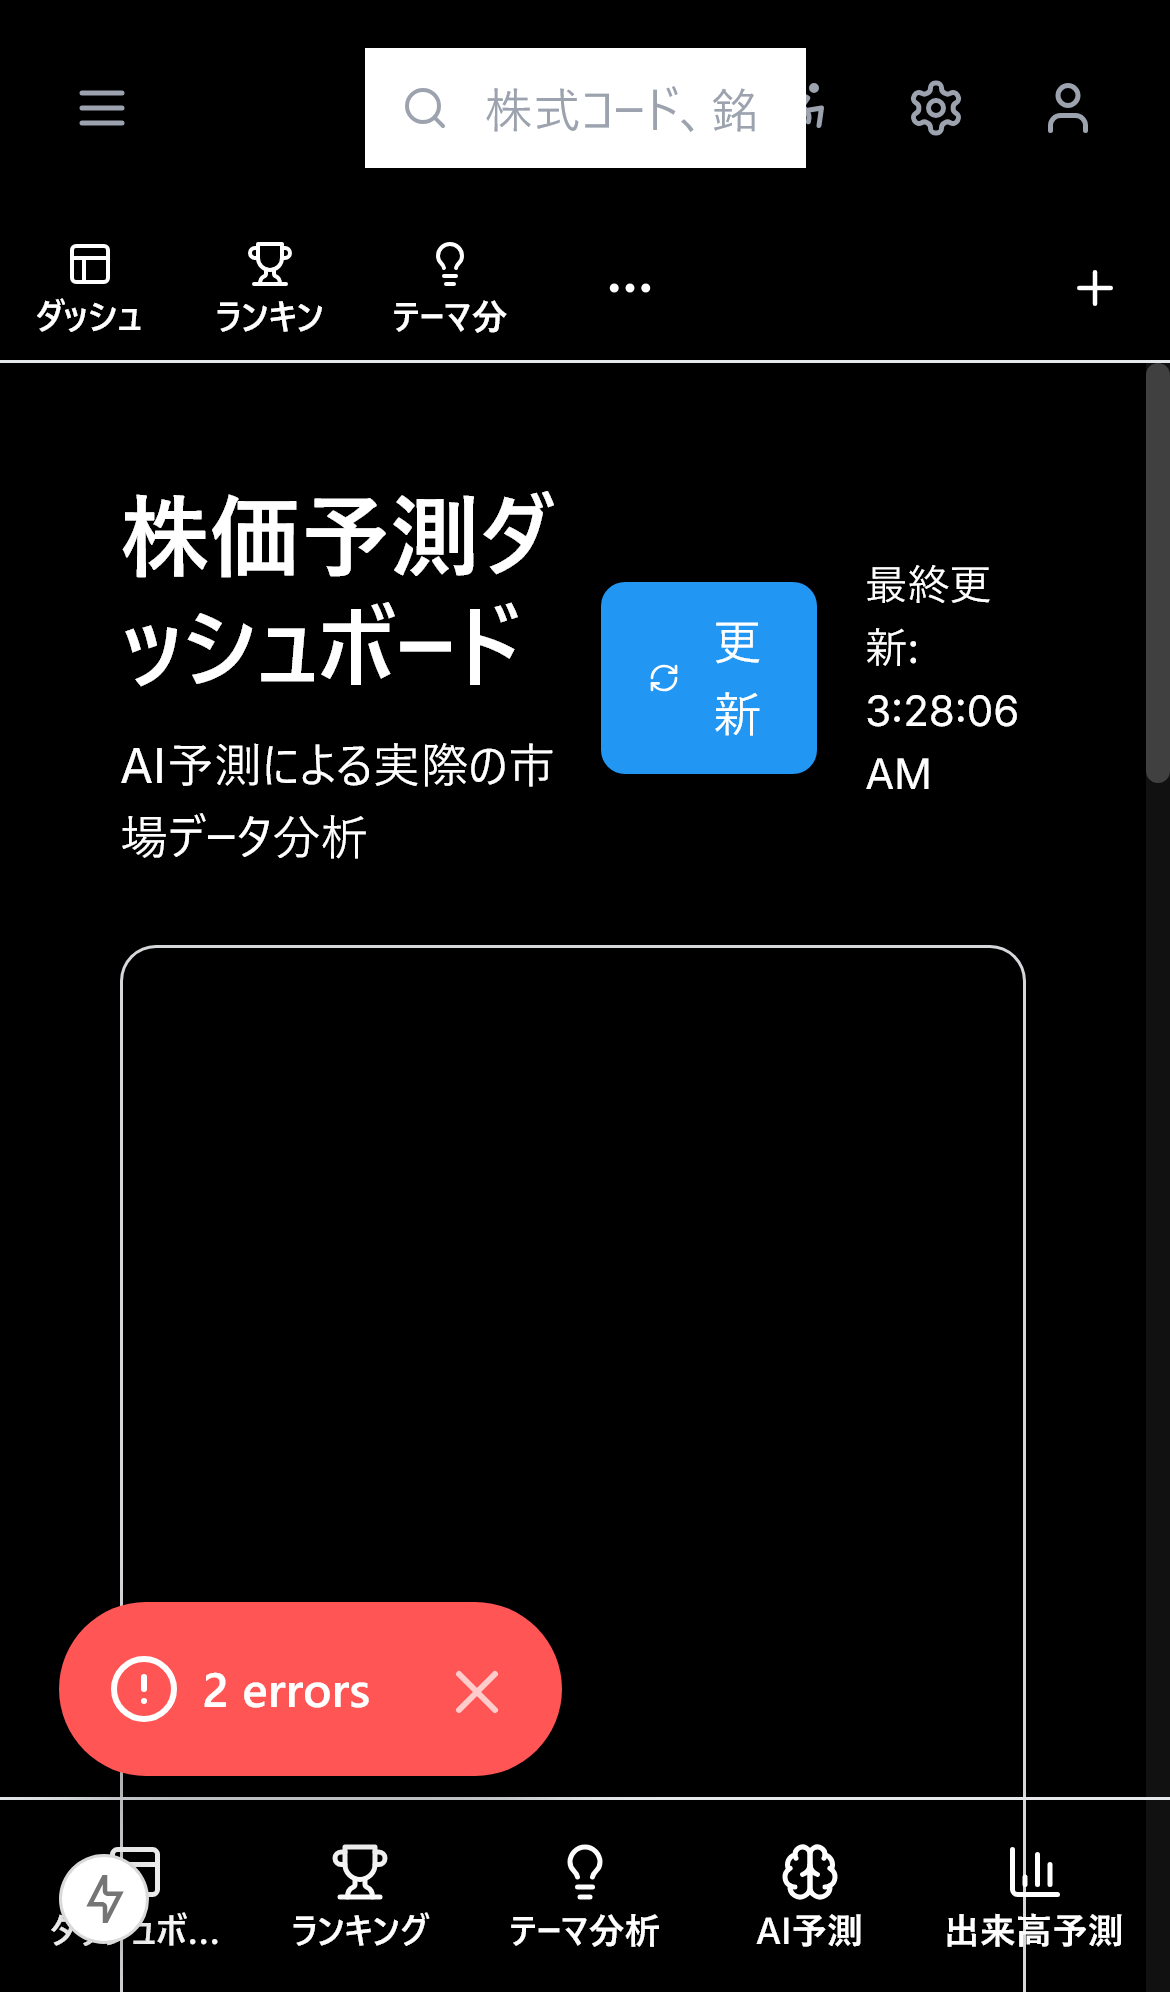 株式コード、銘
ダッシュ
ランキン
テーマ分
株価予測ダ
ッシュボード
AI予測による実際の市
場データ分析
更
新
最終更
新:
3:28:06
AM
2 errors
ランキング
テーマ分析
AI予測
出来高予測